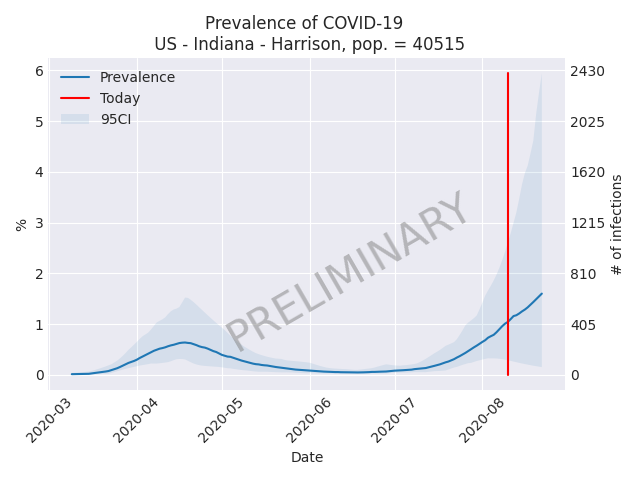 Prevalence of COVID-19
US - Indiana - Harrison, pop. = 40515
Prevalence
Today
95CI
PRELIMINARY
%
6
5
4
3
2
1
0
2430
2025
1620
1215
810
405
0
# of infections
2020-03
2020-04
2020-05
2020-06
2020-07
2020-08
Date